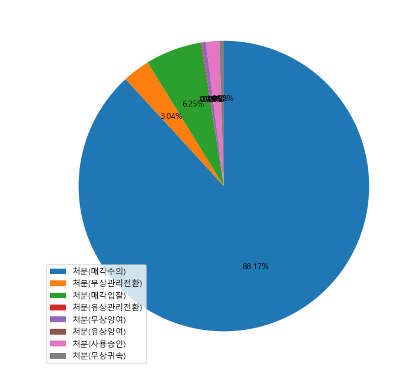 6.25%
3.04%
88.17%
처분(매각수의)
처분(무상관리전환)
처분(매각입찰)
처분(유상관리전환)
처분(무상양여)
처분(유상양여)
처분(사용승인)
처분(무상귀속)